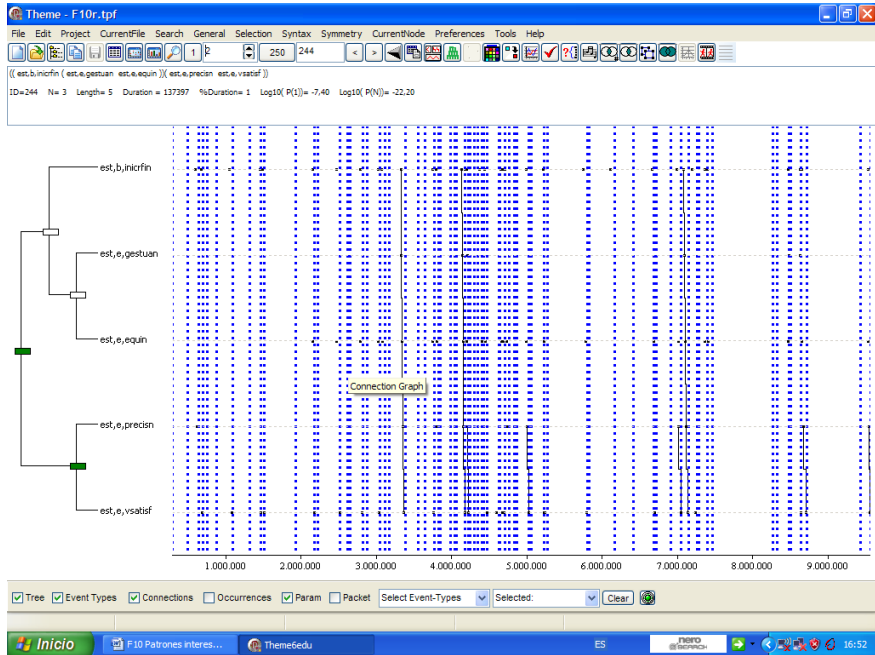 Theme - F10r.tpf
File Edit Project CurrentFile Search General Selection Syntax Symmetry CurrentNode Preferences Tools Help
1 2 250 244 < >
(( est,b,inicrfin ( est,e,gestuan est,e,equin ))( est,e,precisn est,e,vsatisf ))
ID=244 N= 3 Length= 5 Duration = 137397 %Duration= 1 Log10( P(1))= -7,40 Log10( P(N))= -22,20
est,b,inicrfin
est,e,gestuan
est,e,equin
Connection Graph
est,e,precisn
est,e,vsatisf
1.000.000 2.000.000 3.000.000 4.000.000 5.000.000 6.000.000 7.000.000 8.000.000 9.000.000
Tree Event Types Connections Occurrences Param Packet Select Event-Types Selected: Clear
Inicio F10 Patrones interes... Theme6edu ES nero SEARCH 16:52